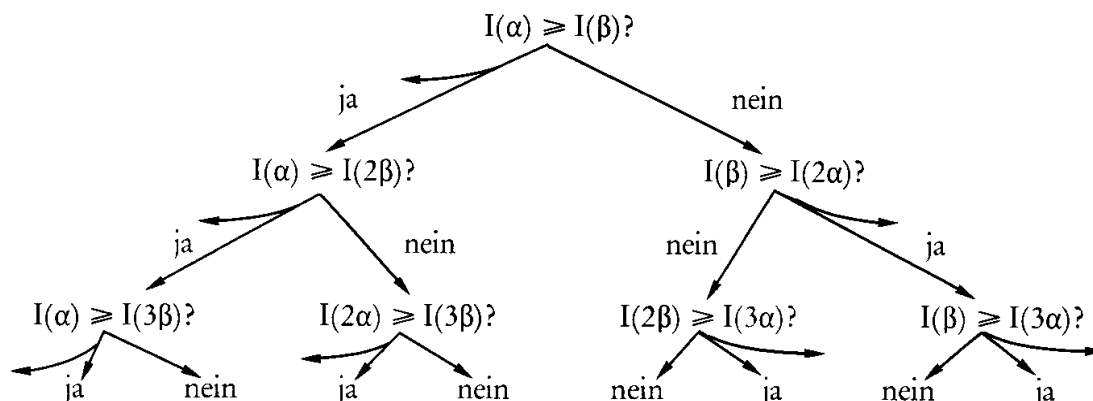 I(α) ⩾ I(β)?
ja nein
I(α) ⩾ I(2β)? I(β) ⩾ I(2α)?
ja nein nein ja
I(α) ⩾ I(3β)? I(2α) ⩾ I(3β)? I(2β) ⩾ I(3α)? I(β) ⩾ I(3α)?
ja nein ja nein nein ja nein ja